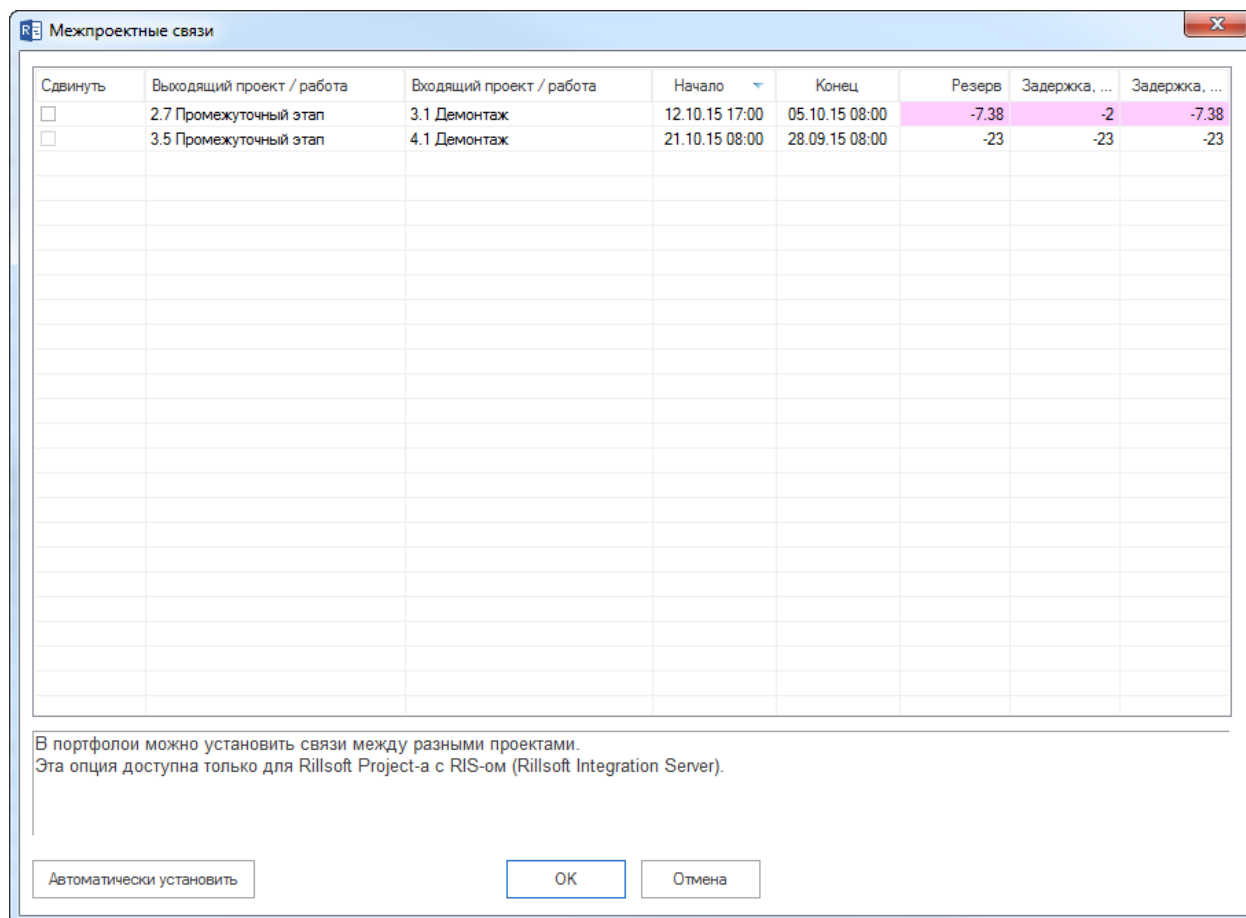 Межпроектные связи
Сдвинуть Выходящий проект / работа Входящий проект / работа Начало Конец Резерв Задержка, ... Задержка, ...
2.7 Промежуточный этап 3.1 Демонтаж 12.10.15 17:00 05.10.15 08:00 -7.38 -2 -7.38
3.5 Промежуточный этап 4.1 Демонтаж 21.10.15 08:00 28.09.15 08:00 -23 -23 -23
В портфолои можно установить связи между разными проектами.
Эта опция доступна только для Rillsoft Project-а с RIS-ом (Rillsoft Integration Server).
Автоматически установить OK Отмена